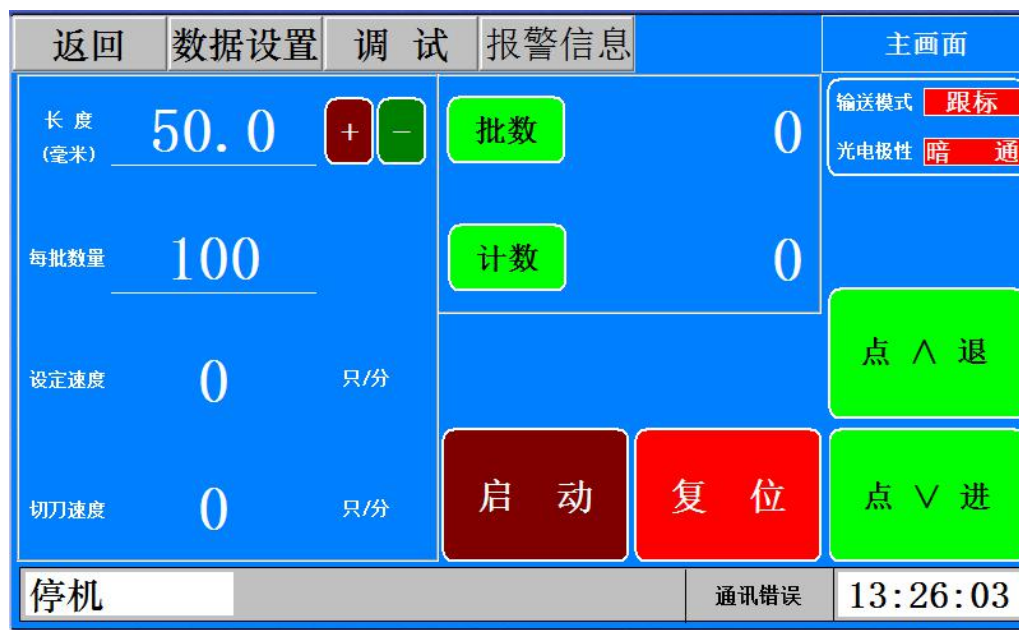 返回 数据设置 调 试 报警信息 主画面
长 度 (毫米) 50.0 + −
批数 0
输送模式 跟标
光电极性 暗 通
每批数量 100
计数 0
设定速度 0 只/分
点 ∧ 退
切刀速度 0 只/分
启 动 复 位 点 ∨ 进
停机 通讯错误 13:26:03